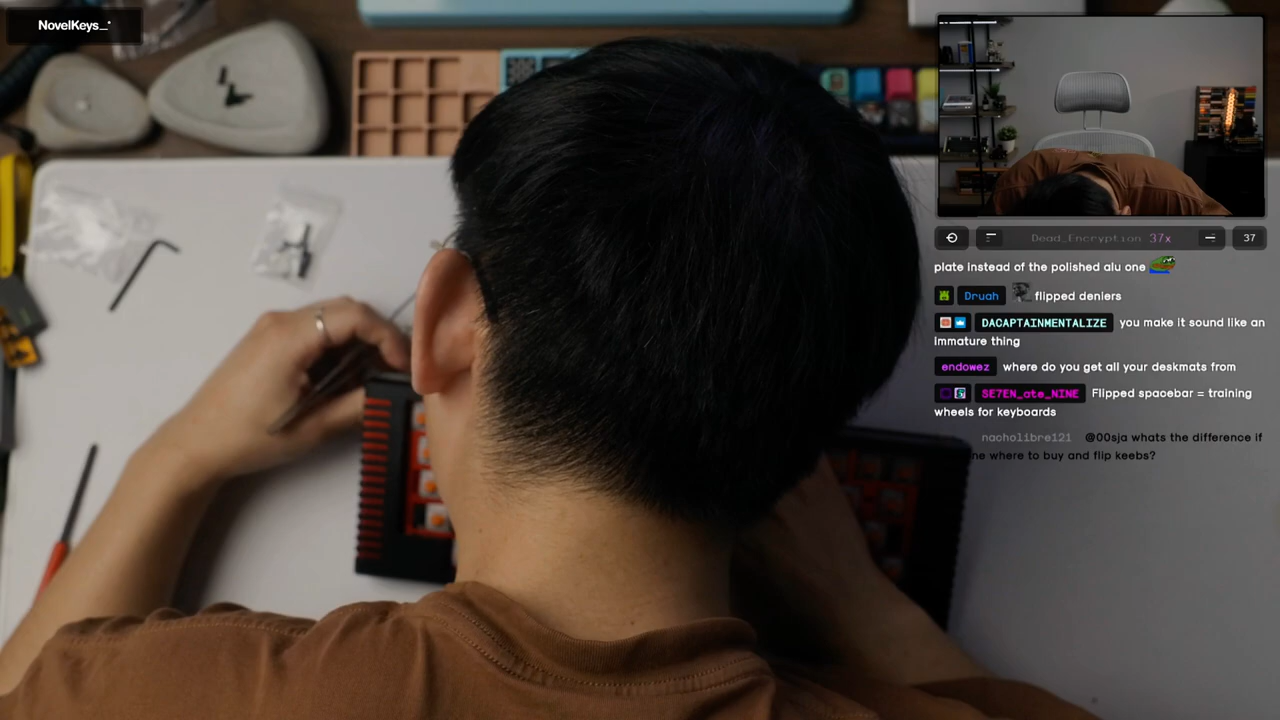 NovelKeys_
Dead_Encryption 37x
37
plate instead of the polished alu one
Druah flipped deniers
DACAPTAINMENTALIZE you make it sound like an
immature thing
endowez where do you get all your deskmats from
SE7EN_ate_NINE Flipped spacebar = training
wheels for keyboards
nacholibre121 @00sja whats the difference if
where to buy and flip keebs?